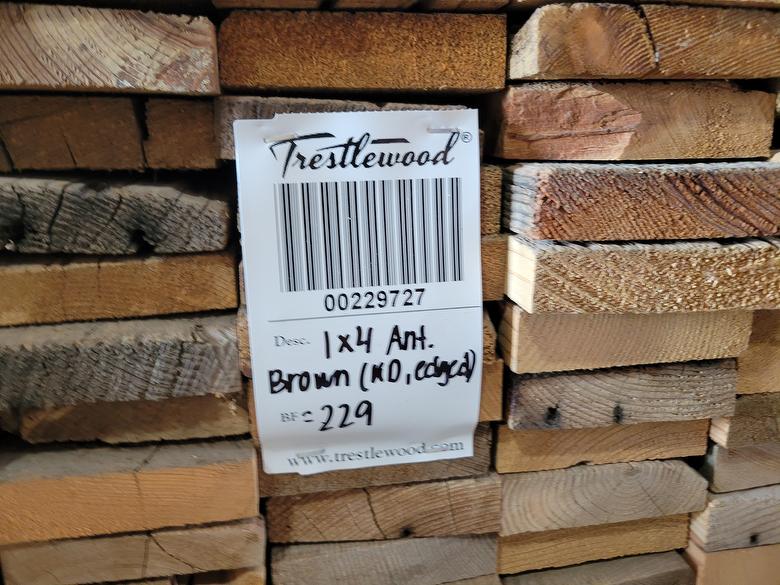 Trestlewood®
00229727
Desc. 1x4 Ant.
Brown (KD, edged)
BF = 229
www.trestlewood.com